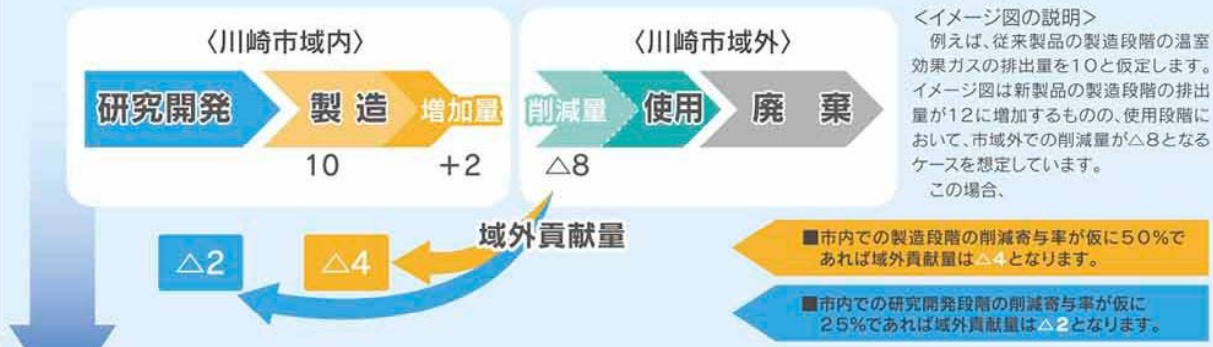 〈川崎市域内〉
研究開発
製造
増加量
10
＋2
〈川崎市域外〉
削減量
使用
廃棄
△8
域外貢献量
△2
△4
＜イメージ図の説明＞
例えば、従来製品の製造段階の温室
効果ガスの排出量を10と仮定します。
イメージ図は新製品の製造段階の排出
量が12に増加するものの、使用段階に
おいて、市域外での削減量が△8となる
ケースを想定しています。
この場合、
■市内での製造段階の削減寄与率が仮に50%で
あれば域外貢献量は△4となります。
■市内での研究開発段階の削減寄与率が仮に
25%であれば域外貢献量は△2となります。